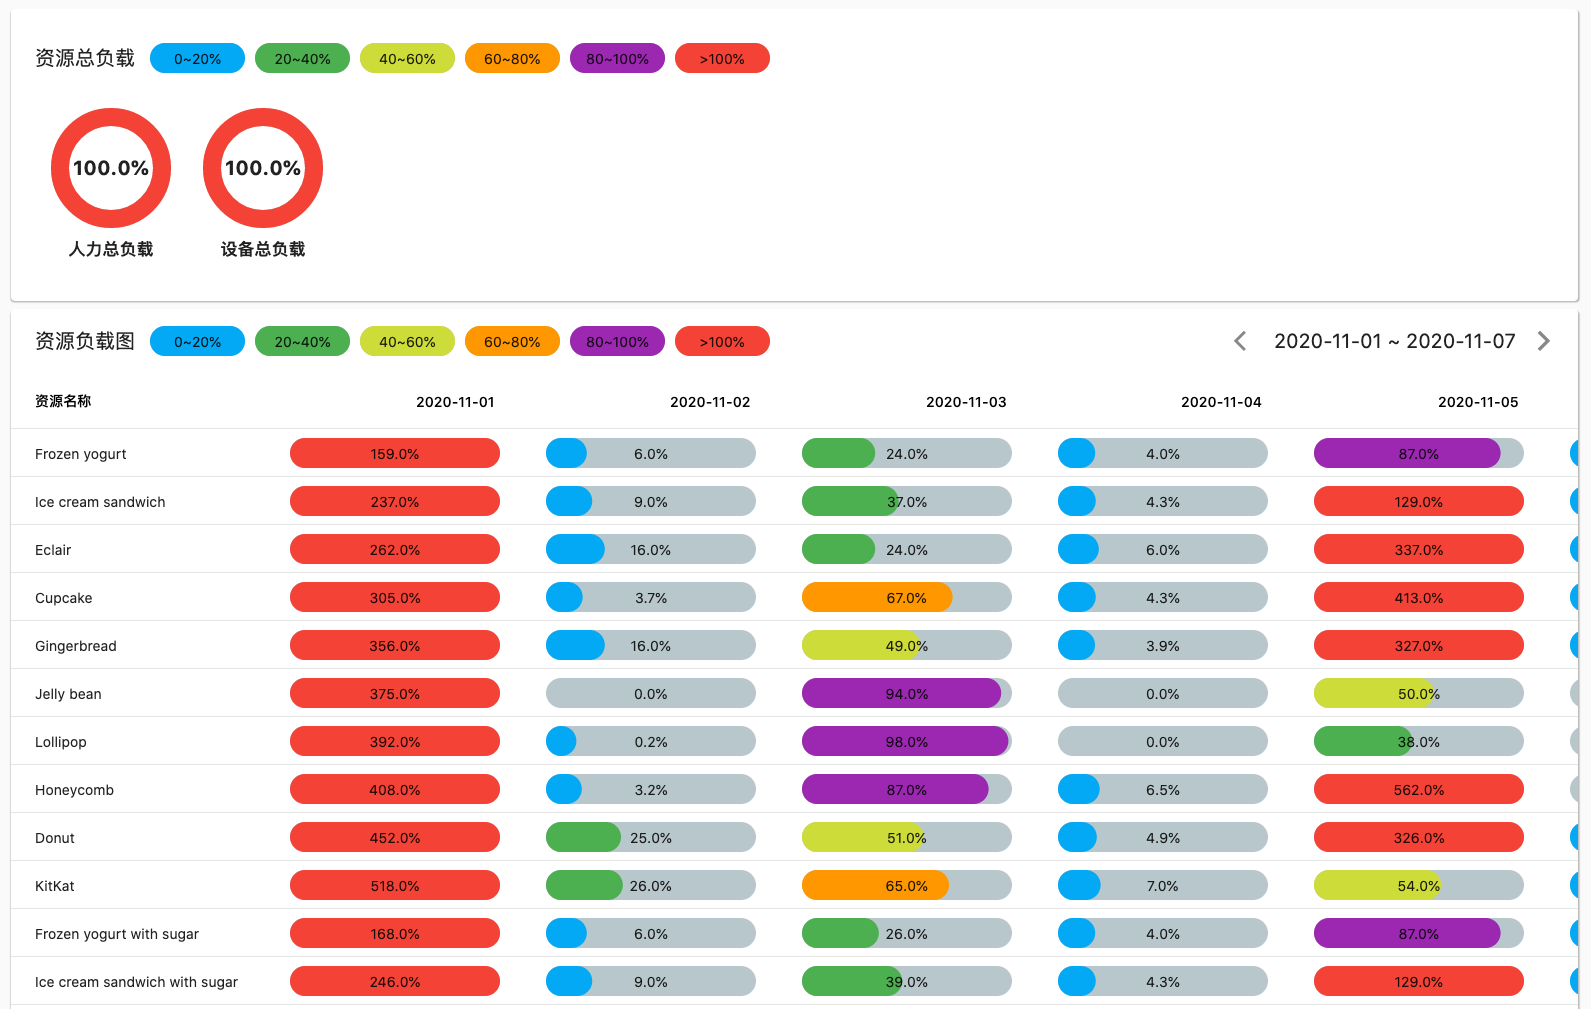 资源总负载 0~20% 20~40% 40~60% 60~80% 80~100% >100%
100.0% 100.0%
人力总负载 设备总负载
资源负载图 0~20% 20~40% 40~60% 60~80% 80~100% >100% 2020-11-01 ~ 2020-11-07
资源名称 2020-11-01 2020-11-02 2020-11-03 2020-11-04 2020-11-05
Frozen yogurt 159.0% 6.0% 24.0% 4.0% 87.0%
Ice cream sandwich 237.0% 9.0% 37.0% 4.3% 129.0%
Eclair 262.0% 16.0% 24.0% 6.0% 337.0%
Cupcake 305.0% 3.7% 67.0% 4.3% 413.0%
Gingerbread 356.0% 16.0% 49.0% 3.9% 327.0%
Jelly bean 375.0% 0.0% 94.0% 0.0% 50.0%
Lollipop 392.0% 0.2% 98.0% 0.0% 38.0%
Honeycomb 408.0% 3.2% 87.0% 6.5% 562.0%
Donut 452.0% 25.0% 51.0% 4.9% 326.0%
KitKat 518.0% 26.0% 65.0% 7.0% 54.0%
Frozen yogurt with sugar 168.0% 6.0% 26.0% 4.0% 87.0%
Ice cream sandwich with sugar 246.0% 9.0% 39.0% 4.3% 129.0%